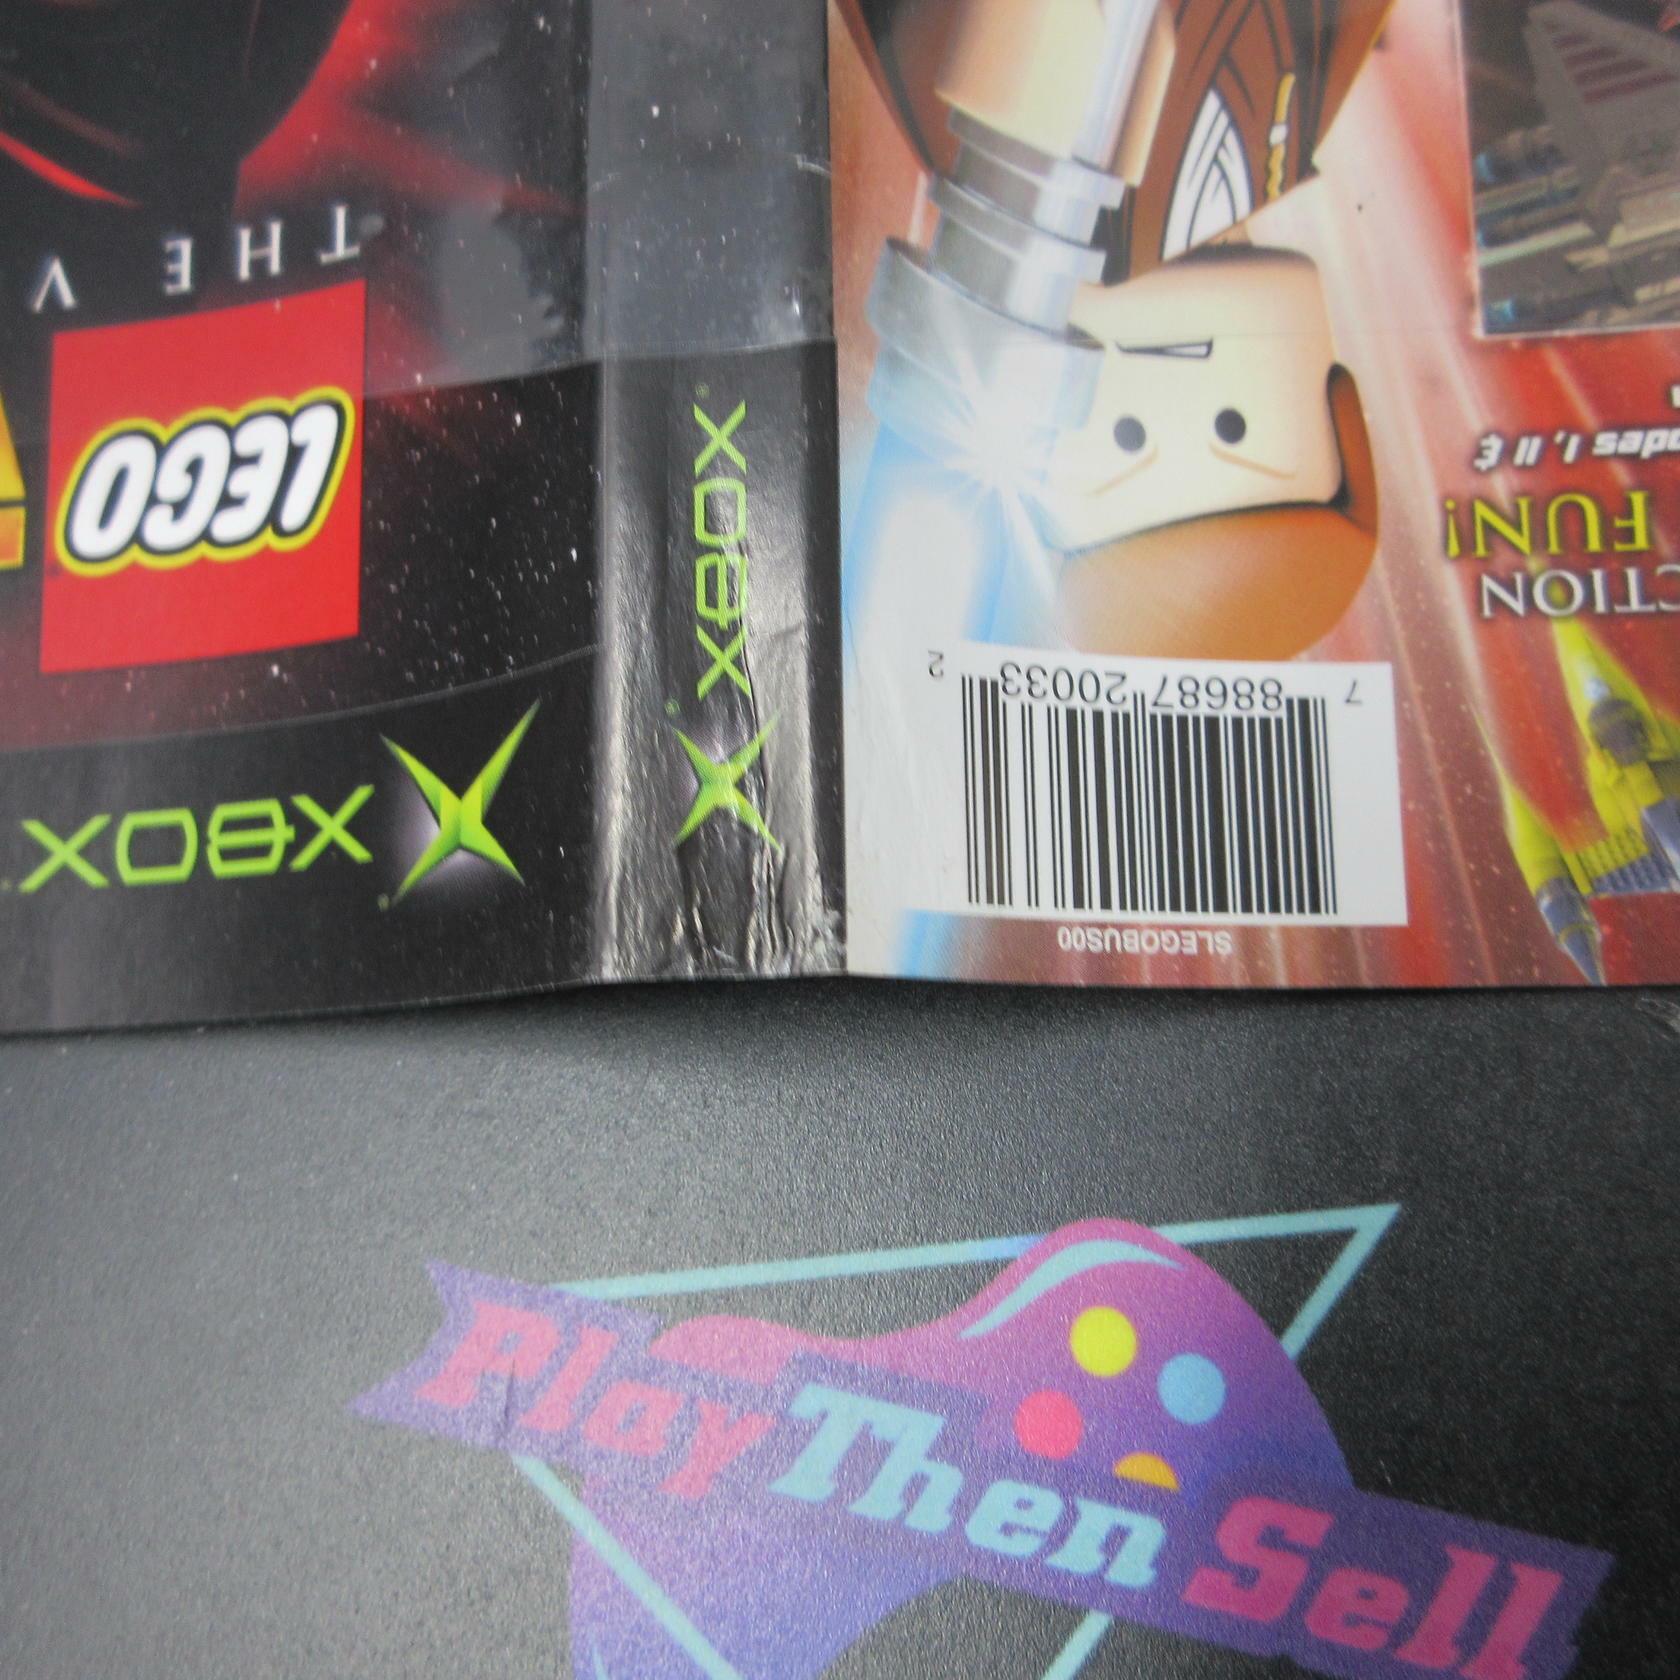 THE V
LEGO
XBOX
XBOX
odes I, II &
FUN!
CTION
7 88687 20033 2
SLEGOBUS00
Play Then Sell